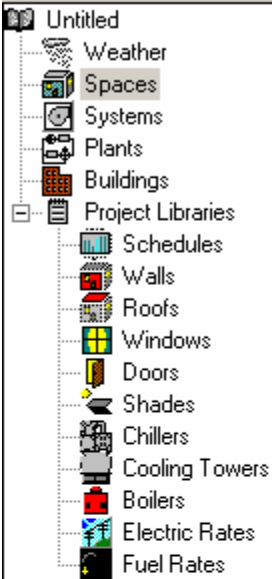 Untitled
Weather
Spaces
Systems
Plants
Buildings
Project Libraries
Schedules
Walls
Roofs
Windows
Doors
Shades
Chillers
Cooling Towers
Boilers
Electric Rates
Fuel Rates